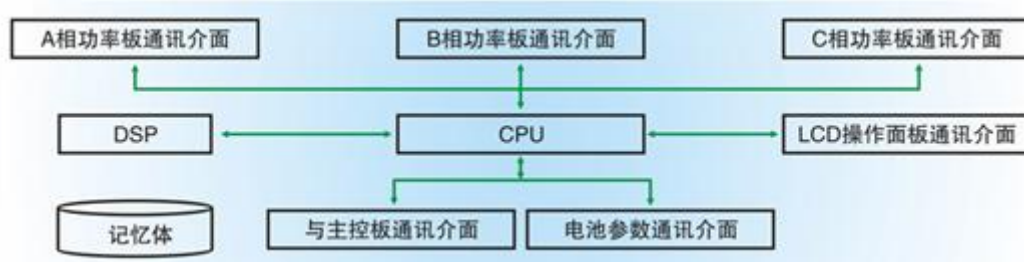 A相功率板通讯介面
B相功率板通讯介面
C相功率板通讯介面
DSP
CPU
LCD操作面板通讯介面
记忆体
与主控板通讯介面
电池参数通讯介面